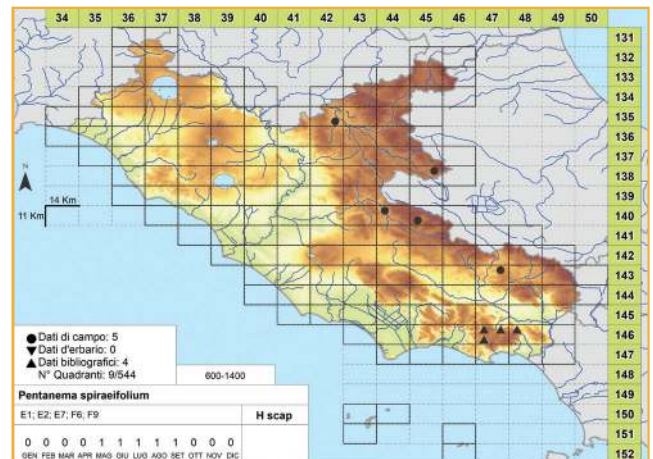 34 35 36 37 38 39 40 41 42 43 44 45 46 47 48 49 50
131
132
133
134
135
136
137
138
139
140
141
142
143
144
145
146
147
148
149
150
151
152
N
14 Km
11 Km
● Dati di campo: 5
▼ Dati d'erbario: 0
▲ Dati bibliografici: 4
N° Quadranti: 9/544
600-1400
Pentanema spiraeifolium
E1; E2; E7; F6; F9 H scap
0 0 0 0 1 1 1 1 1 0 0 0
GEN FEB MAR APR MAG GIU LUG AGO SET OTT NOV DIC